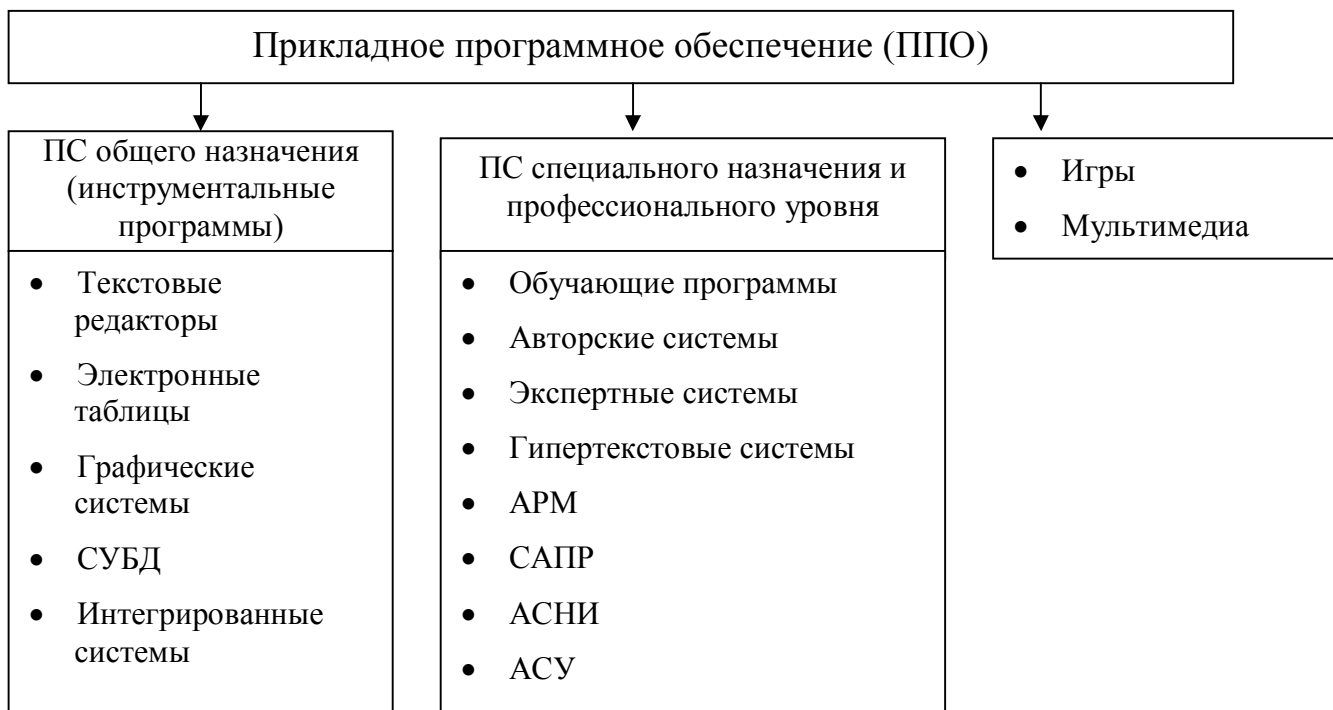 Прикладное программное обеспечение (ППО)
ПС общего назначения
(инструментальные
программы)
• Текстовые
редакторы
• Электронные
таблицы
• Графические
системы
• СУБД
• Интегрированные
системы
ПС специального назначения и
профессионального уровня
• Обучающие программы
• Авторские системы
• Экспертные системы
• Гипертекстовые системы
• АРМ
• САПР
• АСНИ
• АСУ
• Игры
• Мультимедиа